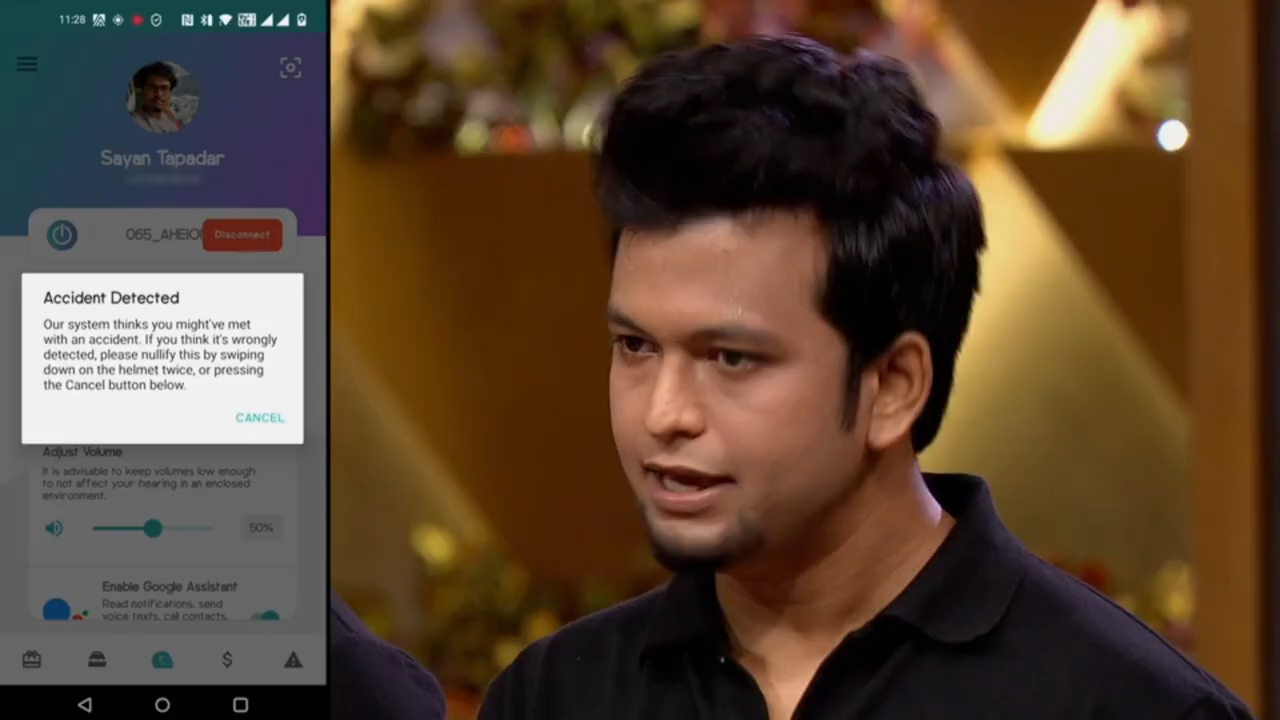 11:28
Sayan Tapadar
065_AHEIO
Disconnect
Accident Detected
Our system thinks you might've met
with an accident. If you think it's wrongly
detected, please nullify this by swiping
down on the helmet twice, or pressing
the Cancel button below.
CANCEL
Adjust Volume
It is advisable to keep volumes low enough
to not affect your hearing in an enclosed
environment.
50%
Enable Google Assistant
Read notifications, send
voice texts, call contacts,